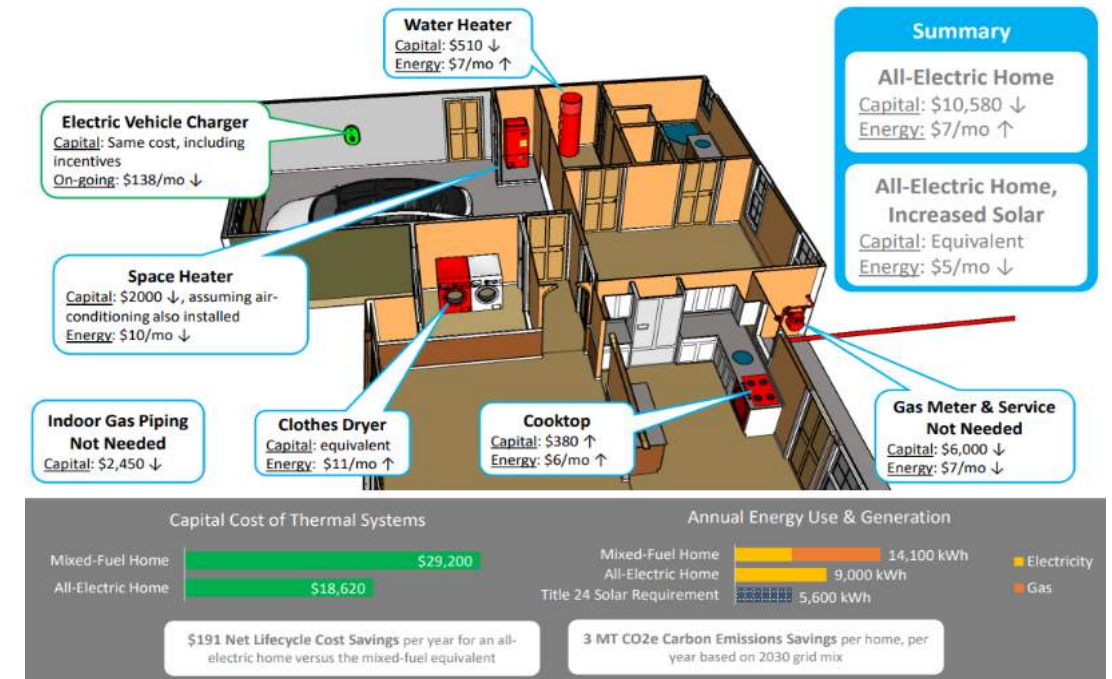 Water Heater
Capital: $510 ↓
Energy: $7/mo ↑
Summary
All-Electric Home
Capital: $10,580 ↓
Energy: $7/mo ↑
All-Electric Home,
Increased Solar
Capital: Equivalent
Energy: $5/mo ↓
Electric Vehicle Charger
Capital: Same cost, including
incentives
On-going: $138/mo ↓
Space Heater
Capital: $2000 ↓, assuming air-
conditioning also installed
Energy: $10/mo ↓
Indoor Gas Piping
Not Needed
Capital: $2,450 ↓
Clothes Dryer
Capital: equivalent
Energy: $11/mo ↑
Cooktop
Capital: $380 ↑
Energy: $6/mo ↑
Gas Meter & Service
Not Needed
Capital: $6,000 ↓
Energy: $7/mo ↓
Capital Cost of Thermal Systems
Mixed-Fuel Home $29,200
All-Electric Home $18,620
$191 Net Lifecycle Cost Savings per year for an all-
electric home versus the mixed-fuel equivalent
Annual Energy Use & Generation
Mixed-Fuel Home 14,100 kWh
All-Electric Home 9,000 kWh
Title 24 Solar Requirement 5,600 kWh
Electricity
Gas
3 MT CO2e Carbon Emissions Savings per home, per
year based on 2030 grid mix